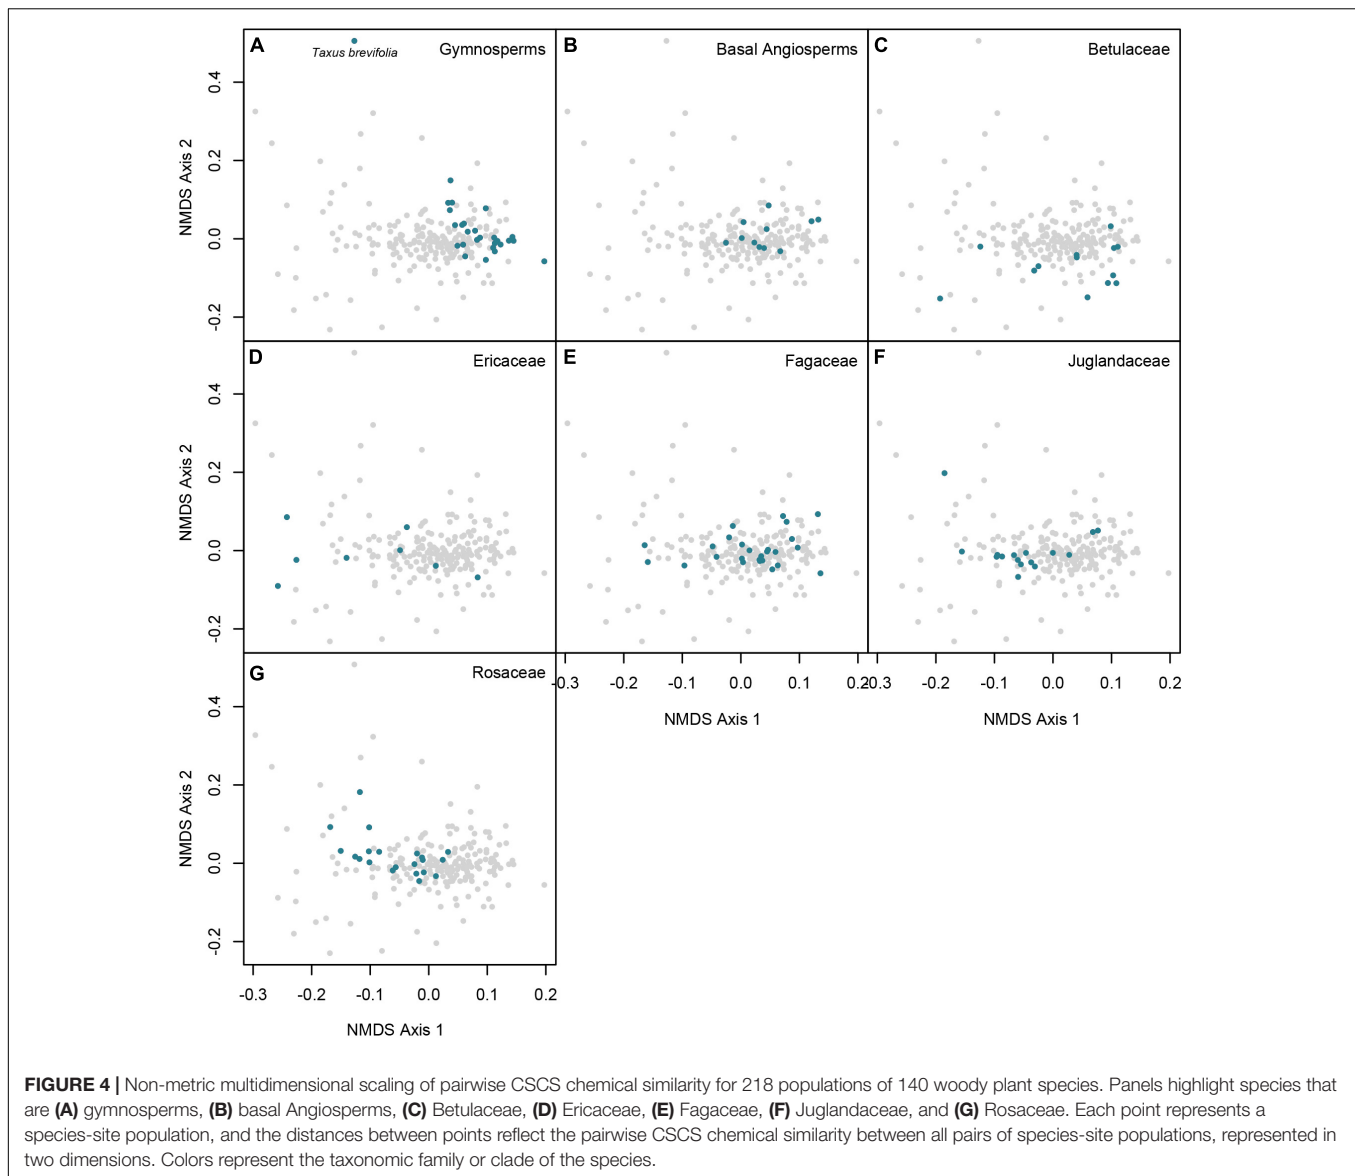 A Gymnosperms
Taxus brevifolia
B Basal Angiosperms
C Betulaceae
NMDS Axis 2
0.4
0.2
0.0
-0.2
D Ericaceae
E Fagaceae
F Juglandaceae
NMDS Axis 2
0.4
0.2
0.0
-0.2
G Rosaceae
-0.3 -0.2 -0.1 0.0 0.1 0.2
0.3 -0.2 -0.1 0.0 0.1 0.2
NMDS Axis 1
NMDS Axis 1
NMDS Axis 2
0.4
0.2
0.0
-0.2
-0.3 -0.2 -0.1 0.0 0.1 0.2
NMDS Axis 1
FIGURE 4 | Non-metric multidimensional scaling of pairwise CSCS chemical similarity for 218 populations of 140 woody plant species. Panels highlight species that
are (A) gymnosperms, (B) basal Angiosperms, (C) Betulaceae, (D) Ericaceae, (E) Fagaceae, (F) Juglandaceae, and (G) Rosaceae. Each point represents a
species-site population, and the distances between points reflect the pairwise CSCS chemical similarity between all pairs of species-site populations, represented in
two dimensions. Colors represent the taxonomic family or clade of the species.